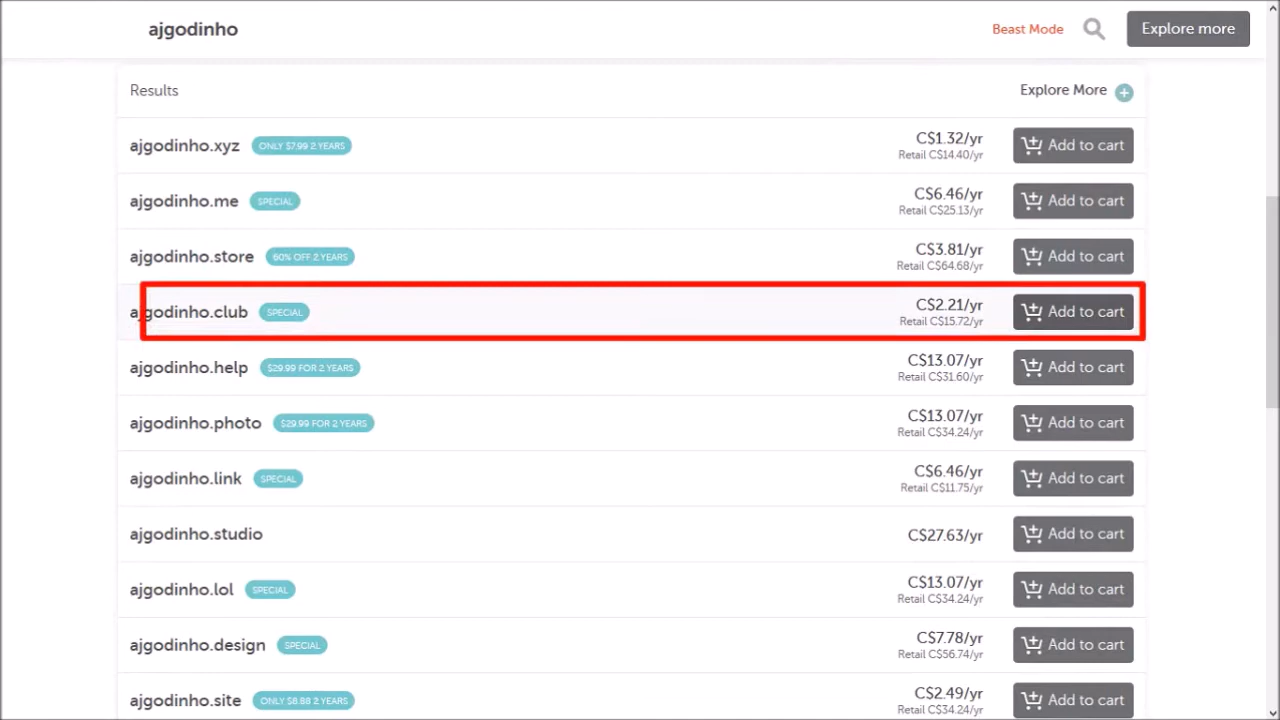 ajgodinho
Beast Mode
Explore more
Results
Explore More
ajgodinho.xyz ONLY $7.99 2 YEARS C$1.32/yr Add to cart
Retail C$14.40/yr
ajgodinho.me SPECIAL C$6.46/yr Add to cart
Retail C$25.13/yr
ajgodinho.store 60% OFF 2 YEARS C$3.81/yr Add to cart
Retail C$64.68/yr
ajgodinho.club SPECIAL C$2.21/yr Add to cart
Retail C$15.72/yr
ajgodinho.help $29.99 FOR 2 YEARS C$13.07/yr Add to cart
Retail C$31.60/yr
ajgodinho.photo $29.99 FOR 2 YEARS C$13.07/yr Add to cart
Retail C$34.24/yr
ajgodinho.link SPECIAL C$6.46/yr Add to cart
Retail C$11.75/yr
ajgodinho.studio C$27.63/yr Add to cart
ajgodinho.lol SPECIAL C$13.07/yr Add to cart
Retail C$34.24/yr
ajgodinho.design SPECIAL C$7.78/yr Add to cart
Retail C$56.74/yr
ajgodinho.site ONLY $8.88 2 YEARS C$2.49/yr Add to cart
Retail C$34.24/yr